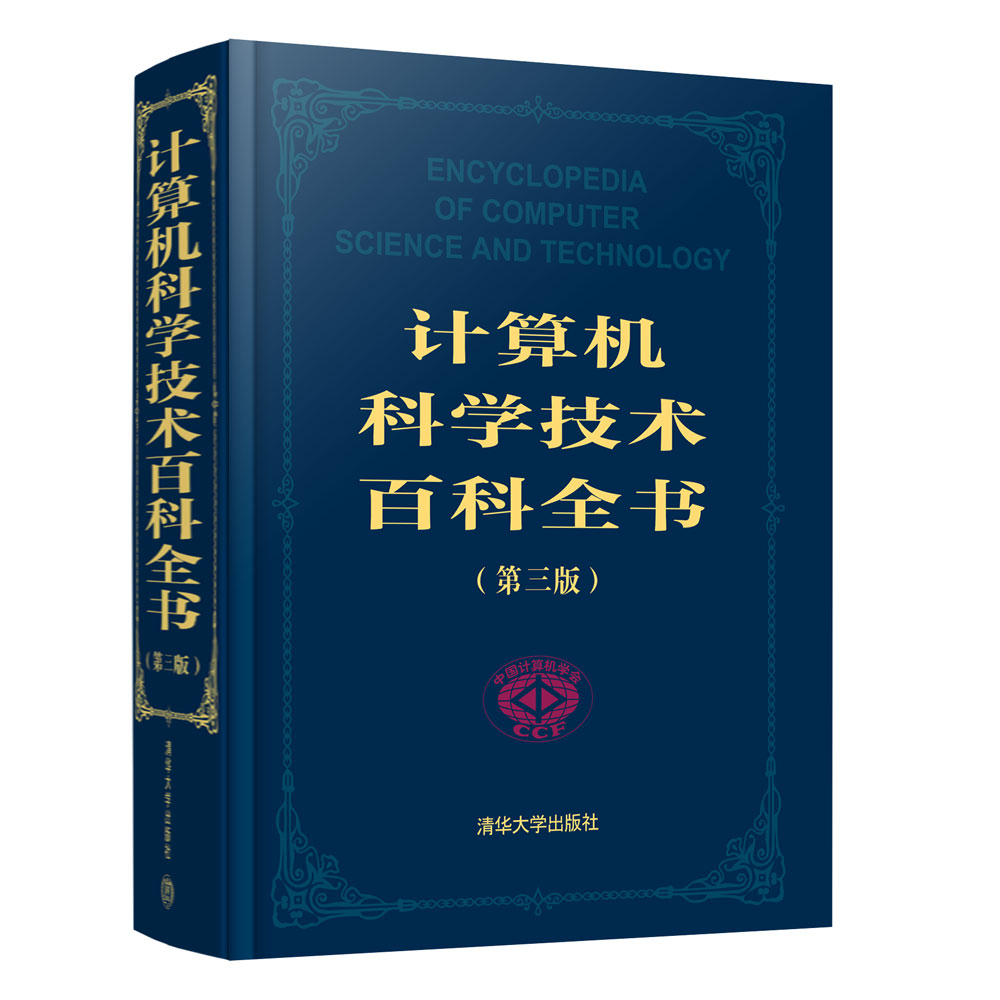 计算机科学技术百科全书
（第三版）
ENCYCLOPEDIA
OF COMPUTER
SCIENCE AND TECHNOLOGY
计算机
科学技术
百科全书
（第三版）
中国计算机学会
CCF
清华大学出版社